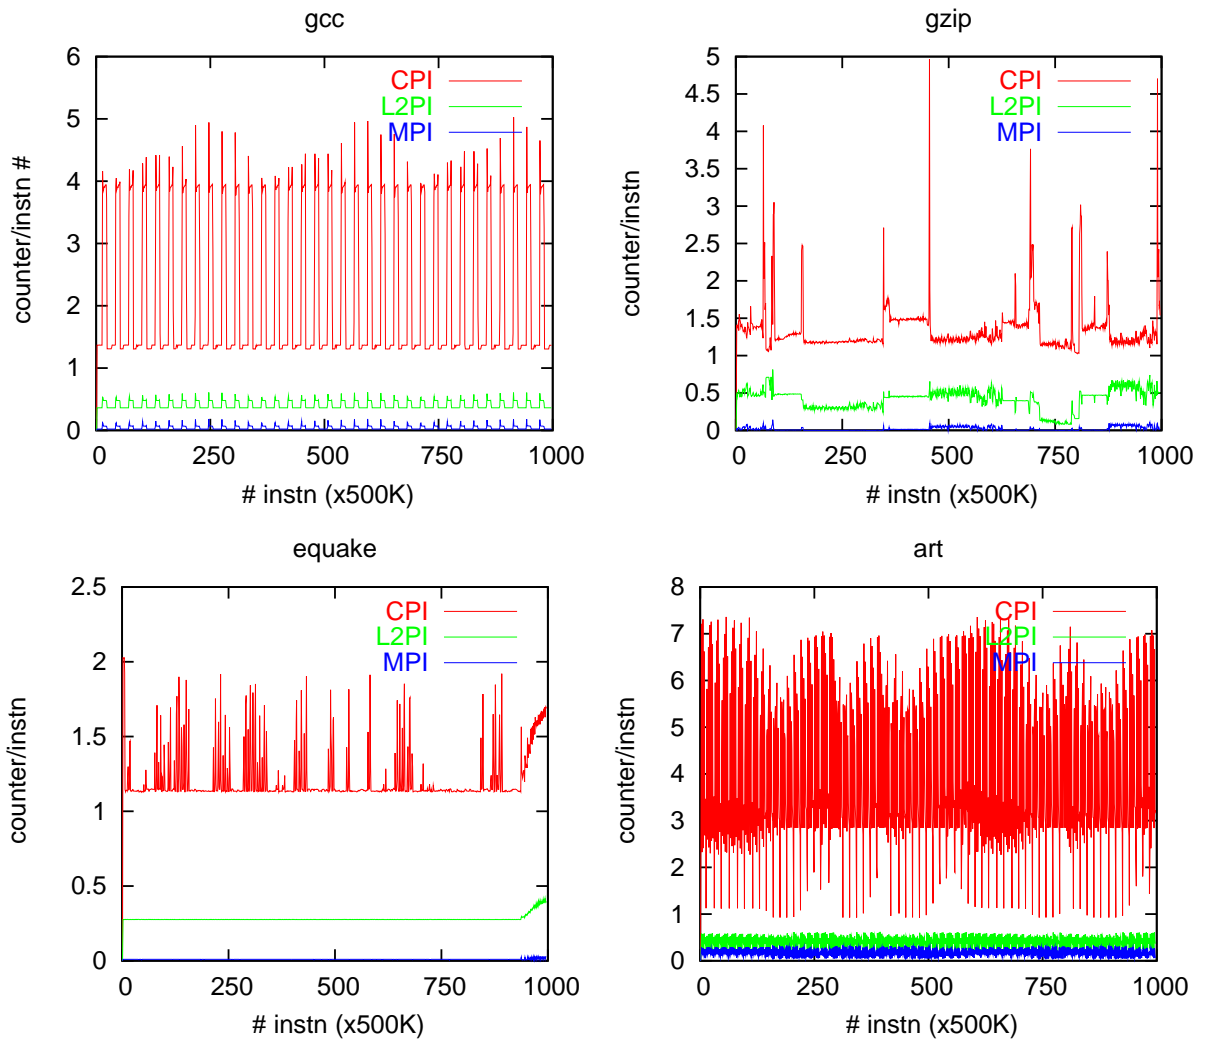 gcc
counter/instn #
6
5
4
3
2
1
0
CPI
L2PI
MPI
0 250 500 750 1000
# instn (x500K)
gzip
counter/instn
5
4.5
4
3.5
3
2.5
2
1.5
1
0.5
0
CPI
L2PI
MPI
0 250 500 750 1000
# instn (x500K)
equake
counter/instn
2.5
2
1.5
1
0.5
0
CPI
L2PI
MPI
0 250 500 750 1000
# instn (x500K)
art
counter/instn
8
7
6
5
4
3
2
1
0
CPI
L2PI
MPI
0 250 500 750 1000
# instn (x500K)